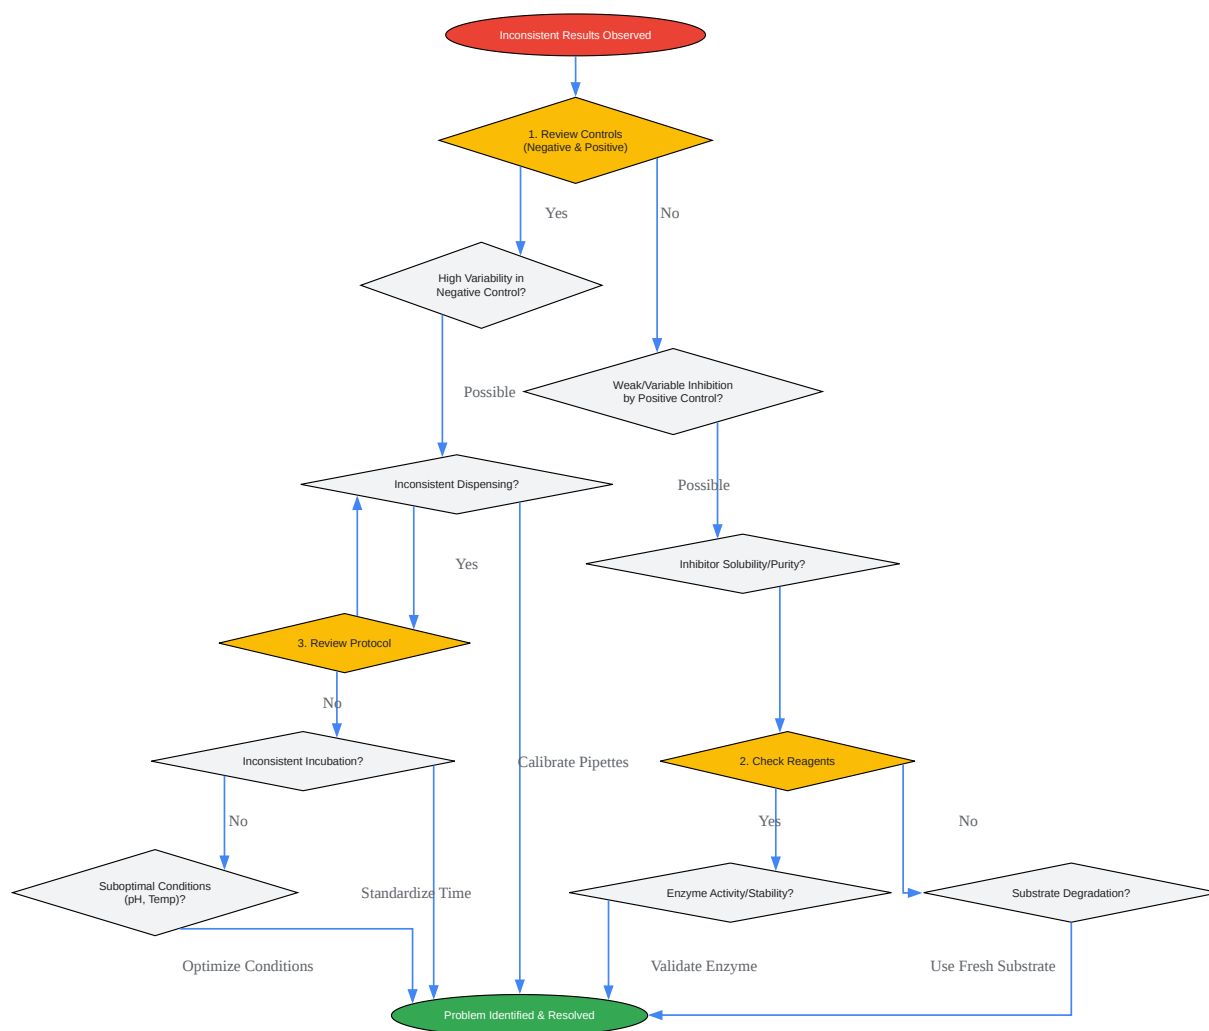 Inconsistent Results Observed
1. Review Controls
(Negative & Positive)
Yes
No
High Variability in
Negative Control?
Possible
Weak/Variable Inhibition
by Positive Control?
Inconsistent Dispensing?
Possible
Yes
Inhibitor Solubility/Purity?
3. Review Protocol
No
Inconsistent Incubation?
Calibrate Pipettes
2. Check Reagents
No
Yes
No
Suboptimal Conditions
(pH, Temp)?
Standardize Time
Enzyme Activity/Stability?
Substrate Degradation?
Optimize Conditions
Validate Enzyme
Use Fresh Substrate
Problem Identified & Resolved